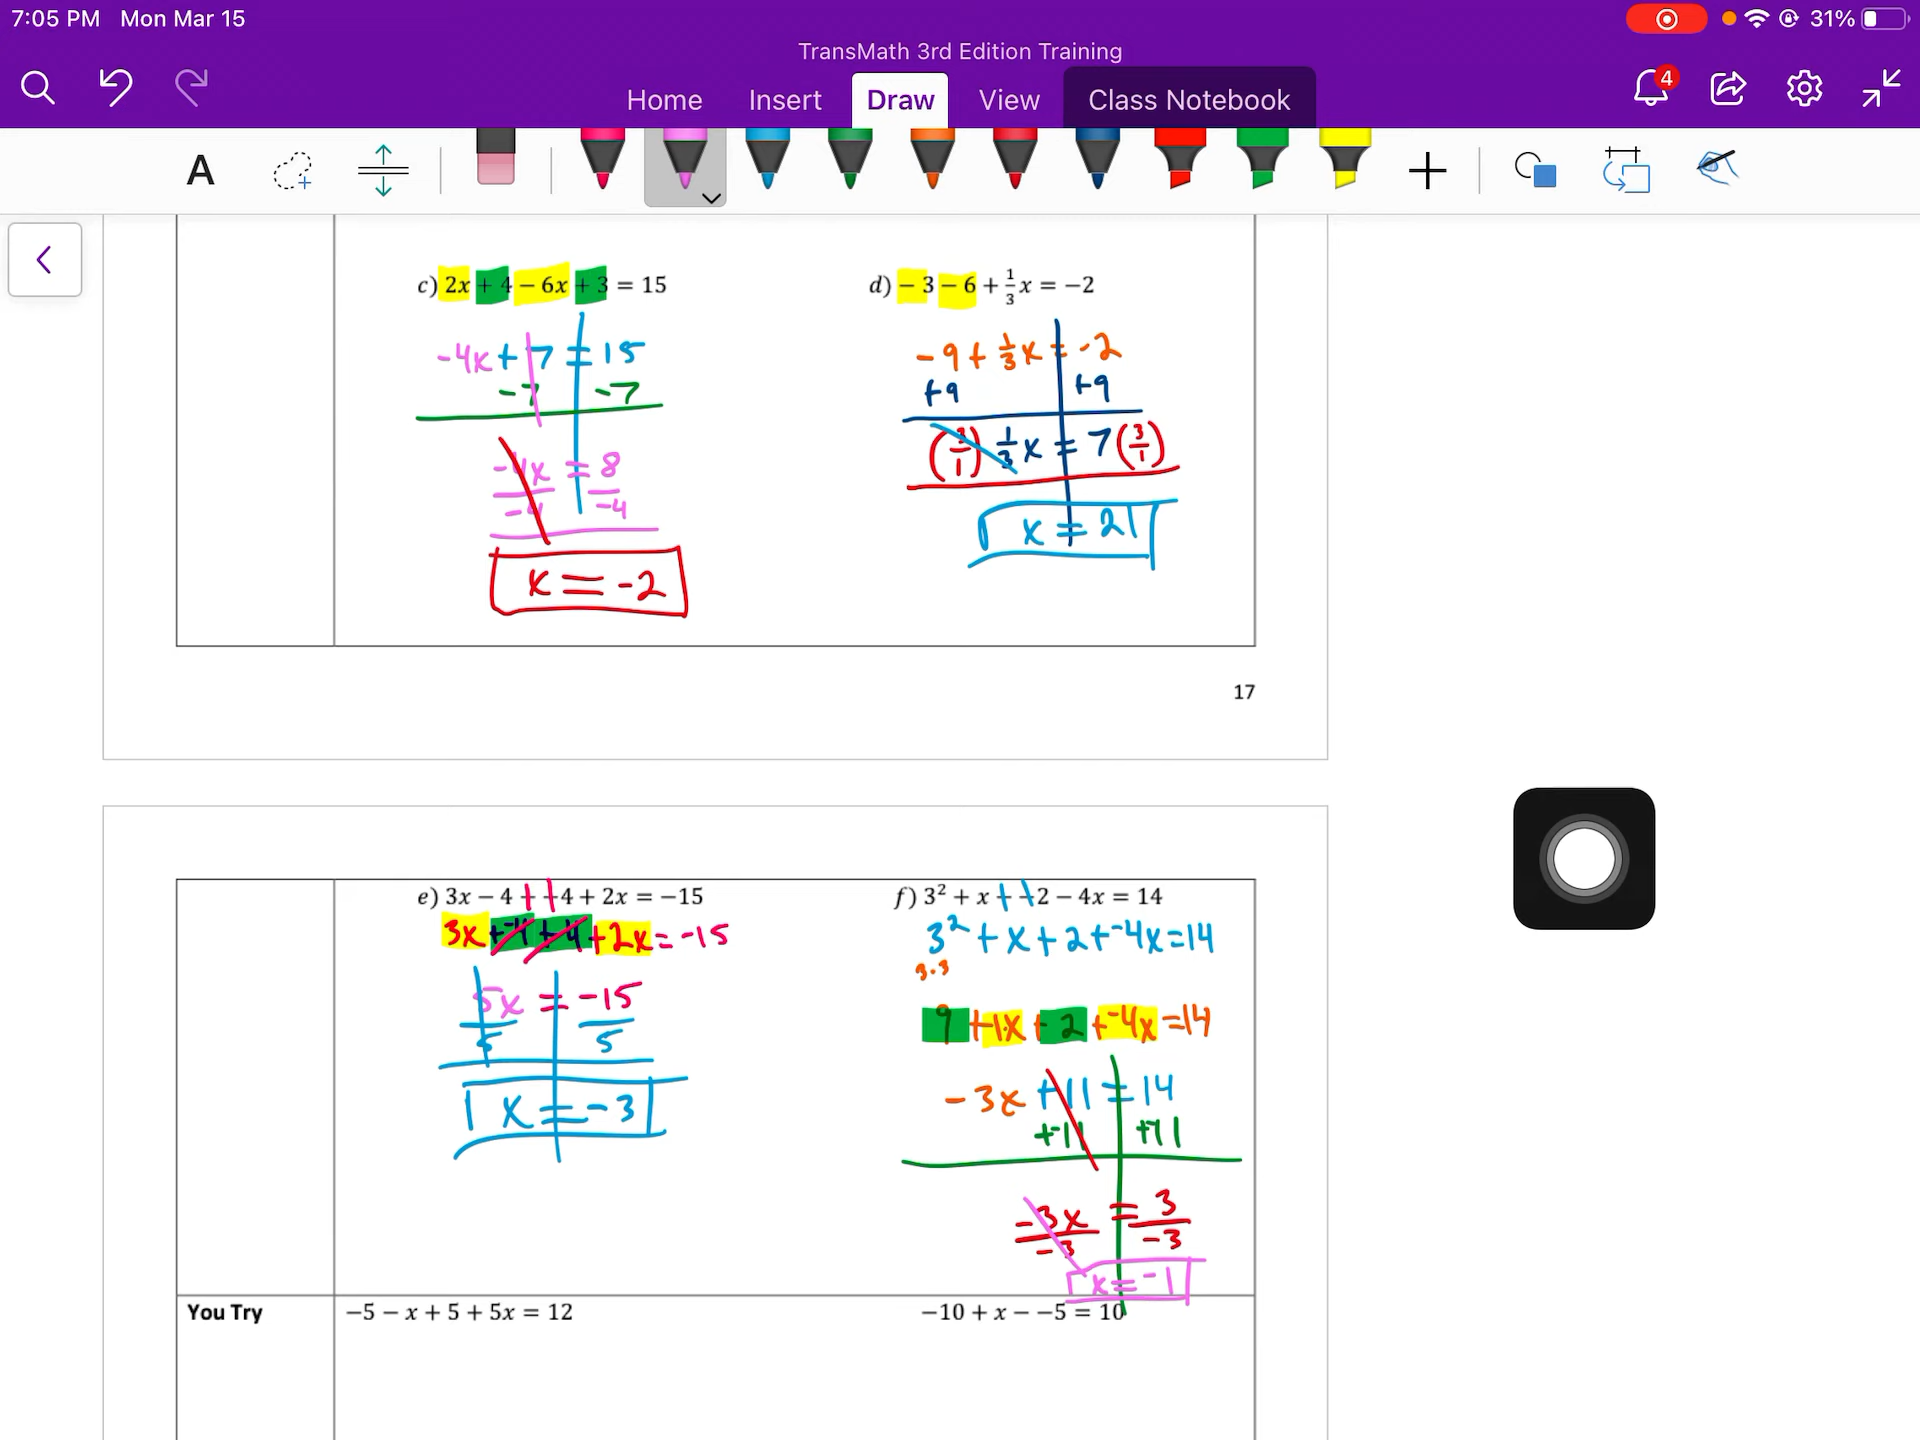 7:05 PM Mon Mar 15
31%
TransMath 3rd Edition Training
Home Insert Draw View Class Notebook
4
A
c) 2x + 4 − 6x + 3 = 15
-4x + 7 = 15
-7 -7
-4x = 8
-4 -4
x = -2
d) − 3 − 6 + 1/3 x = −2
-9 + 1/3 x = -2
+9 +9
(3/1) 1/3 x = 7 (3/1)
x = 21
17
e) 3x − 4 + + 4 + 2x = −15
3x + -4 + 4 + 2x = -15
5x = -15
5 5
x = -3
f) 3² + x + + 2 − 4x = 14
3² + x + 2 + -4x = 14
3·3
9 + 1x + 2 + -4x = 14
-3x + 11 = 14
+-11 +-11
-3x = 3
-3 -3
x = -1
You Try
−5 − x + 5 + 5x = 12
−10 + x − −5 = 10